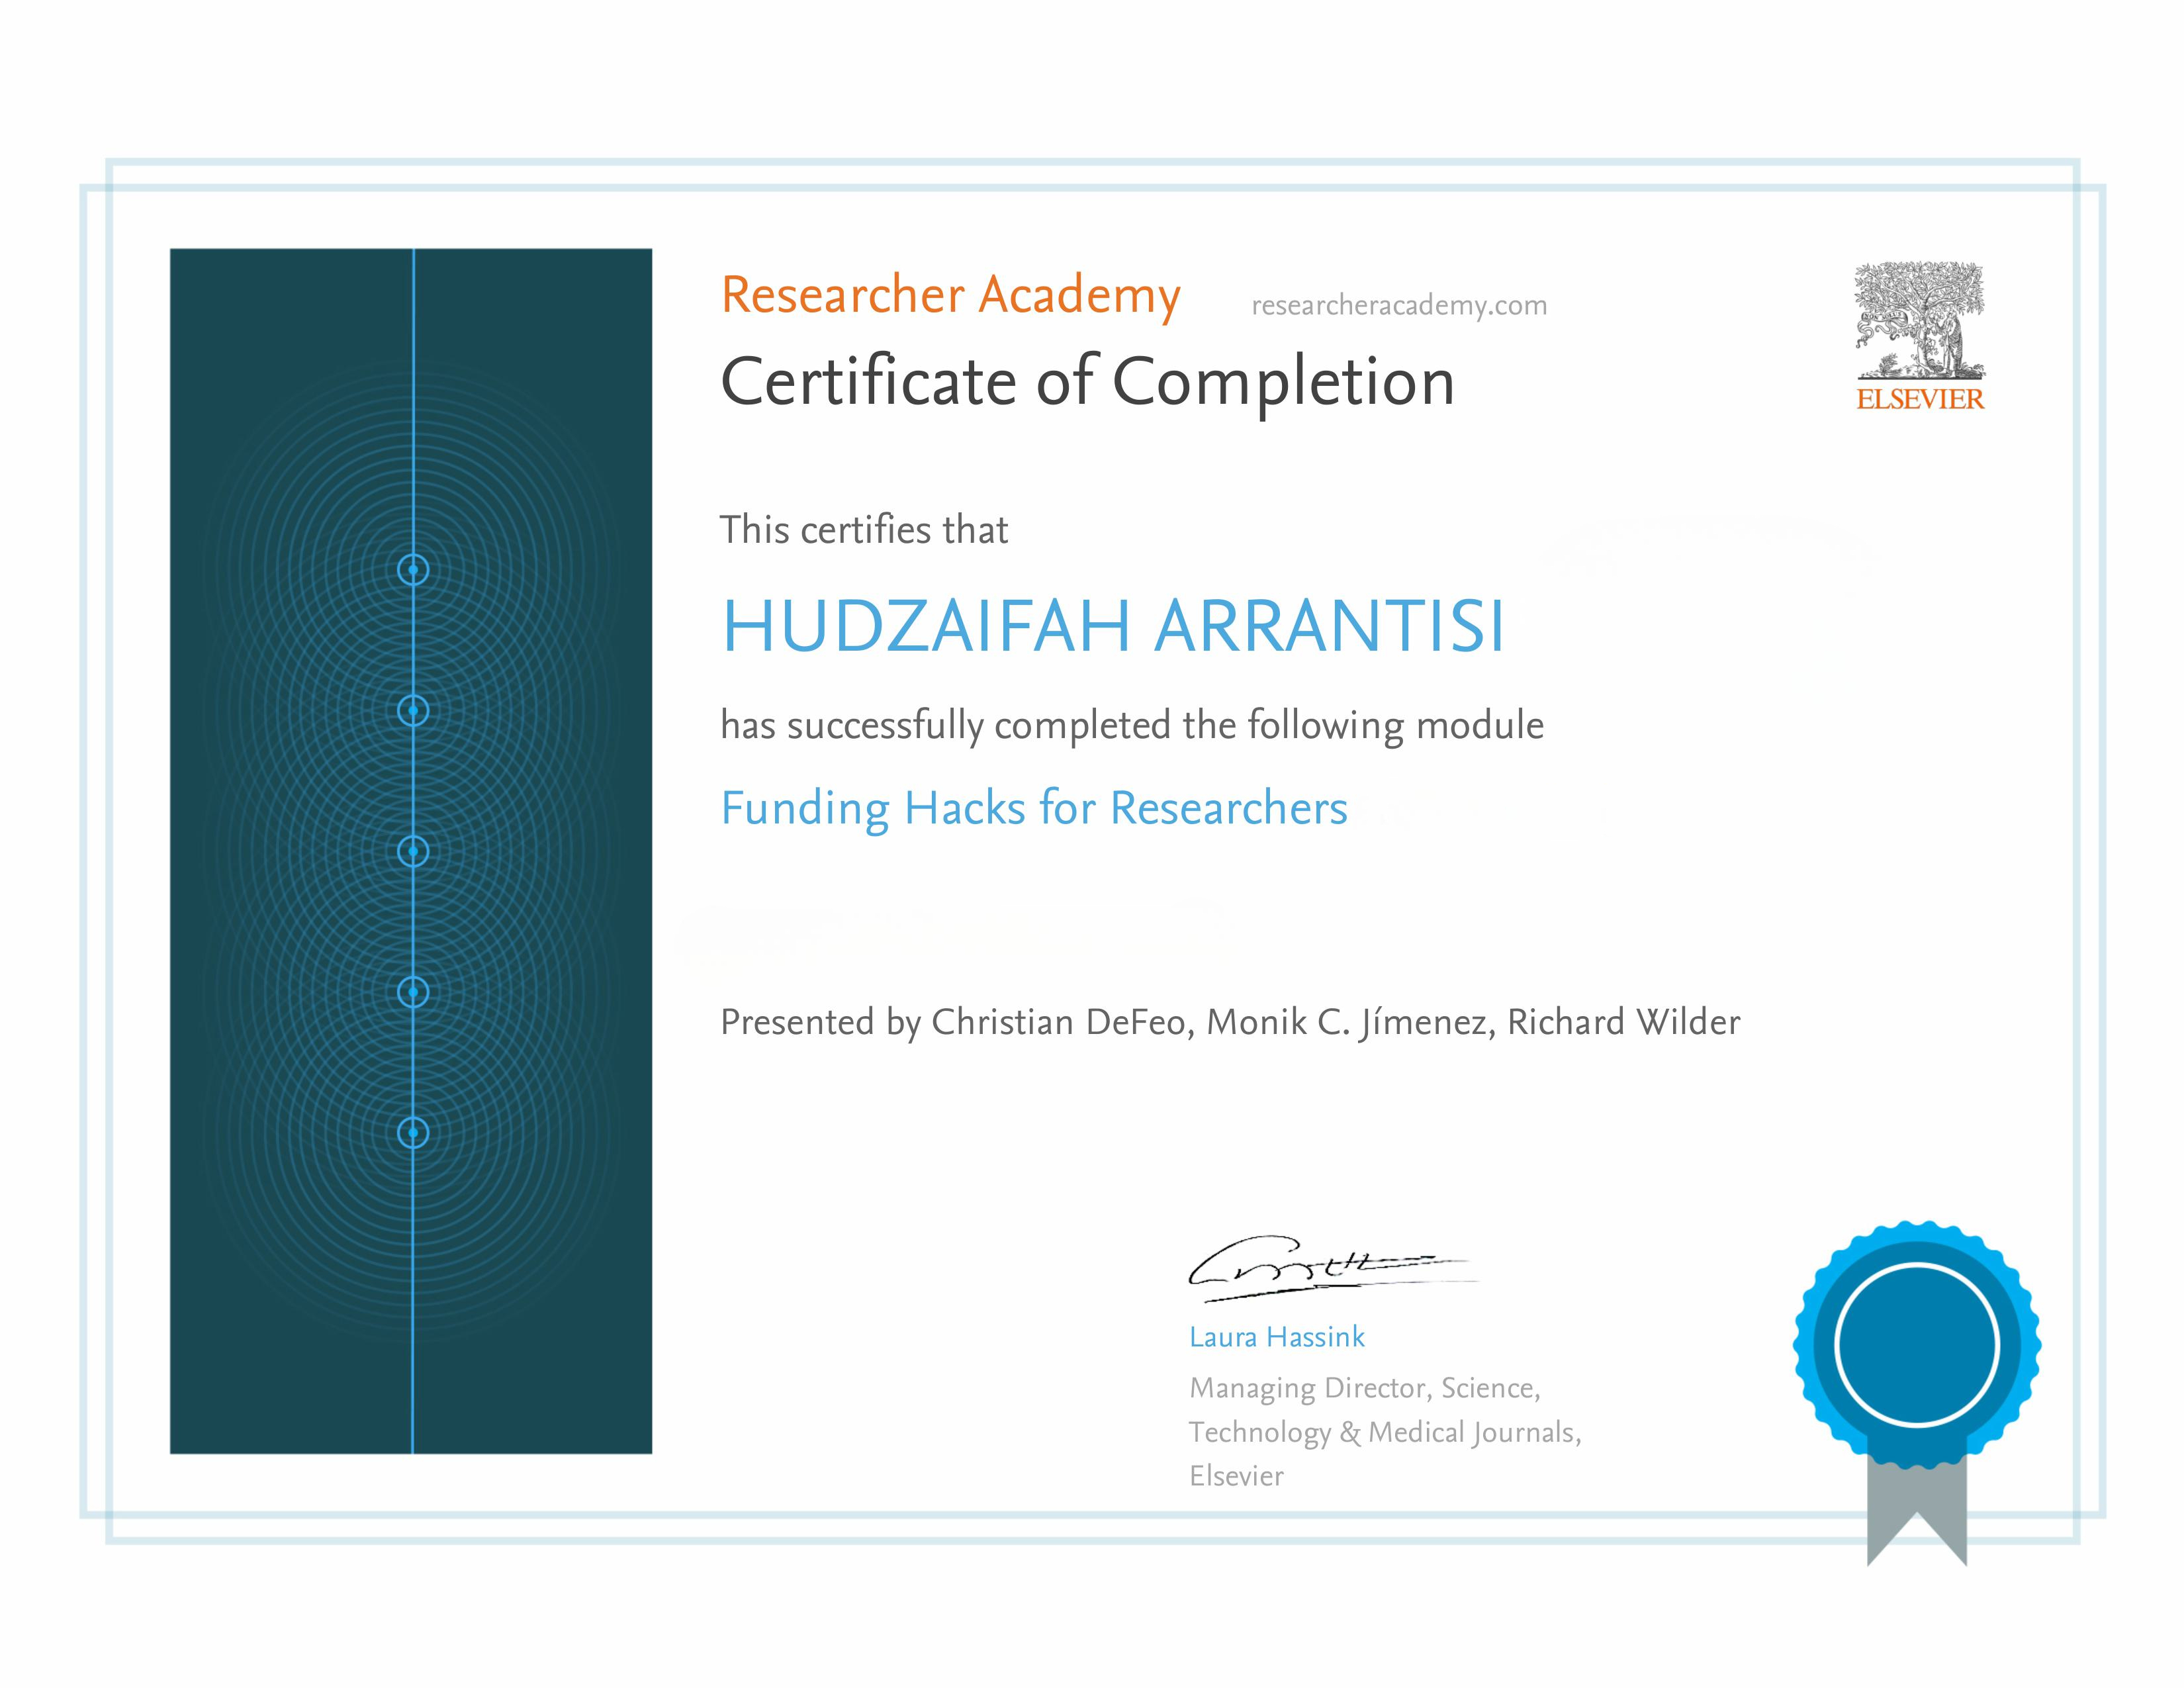 Researcher Academy researcheracademy.com
Certificate of Completion
ELSEVIER
This certifies that
HUDZAIFAH ARRANTISI
has successfully completed the following module
Funding Hacks for Researchers
Presented by Christian DeFeo, Monik C. Jímenez, Richard Wilder
Laura Hassink
Managing Director, Science,
Technology & Medical Journals,
Elsevier